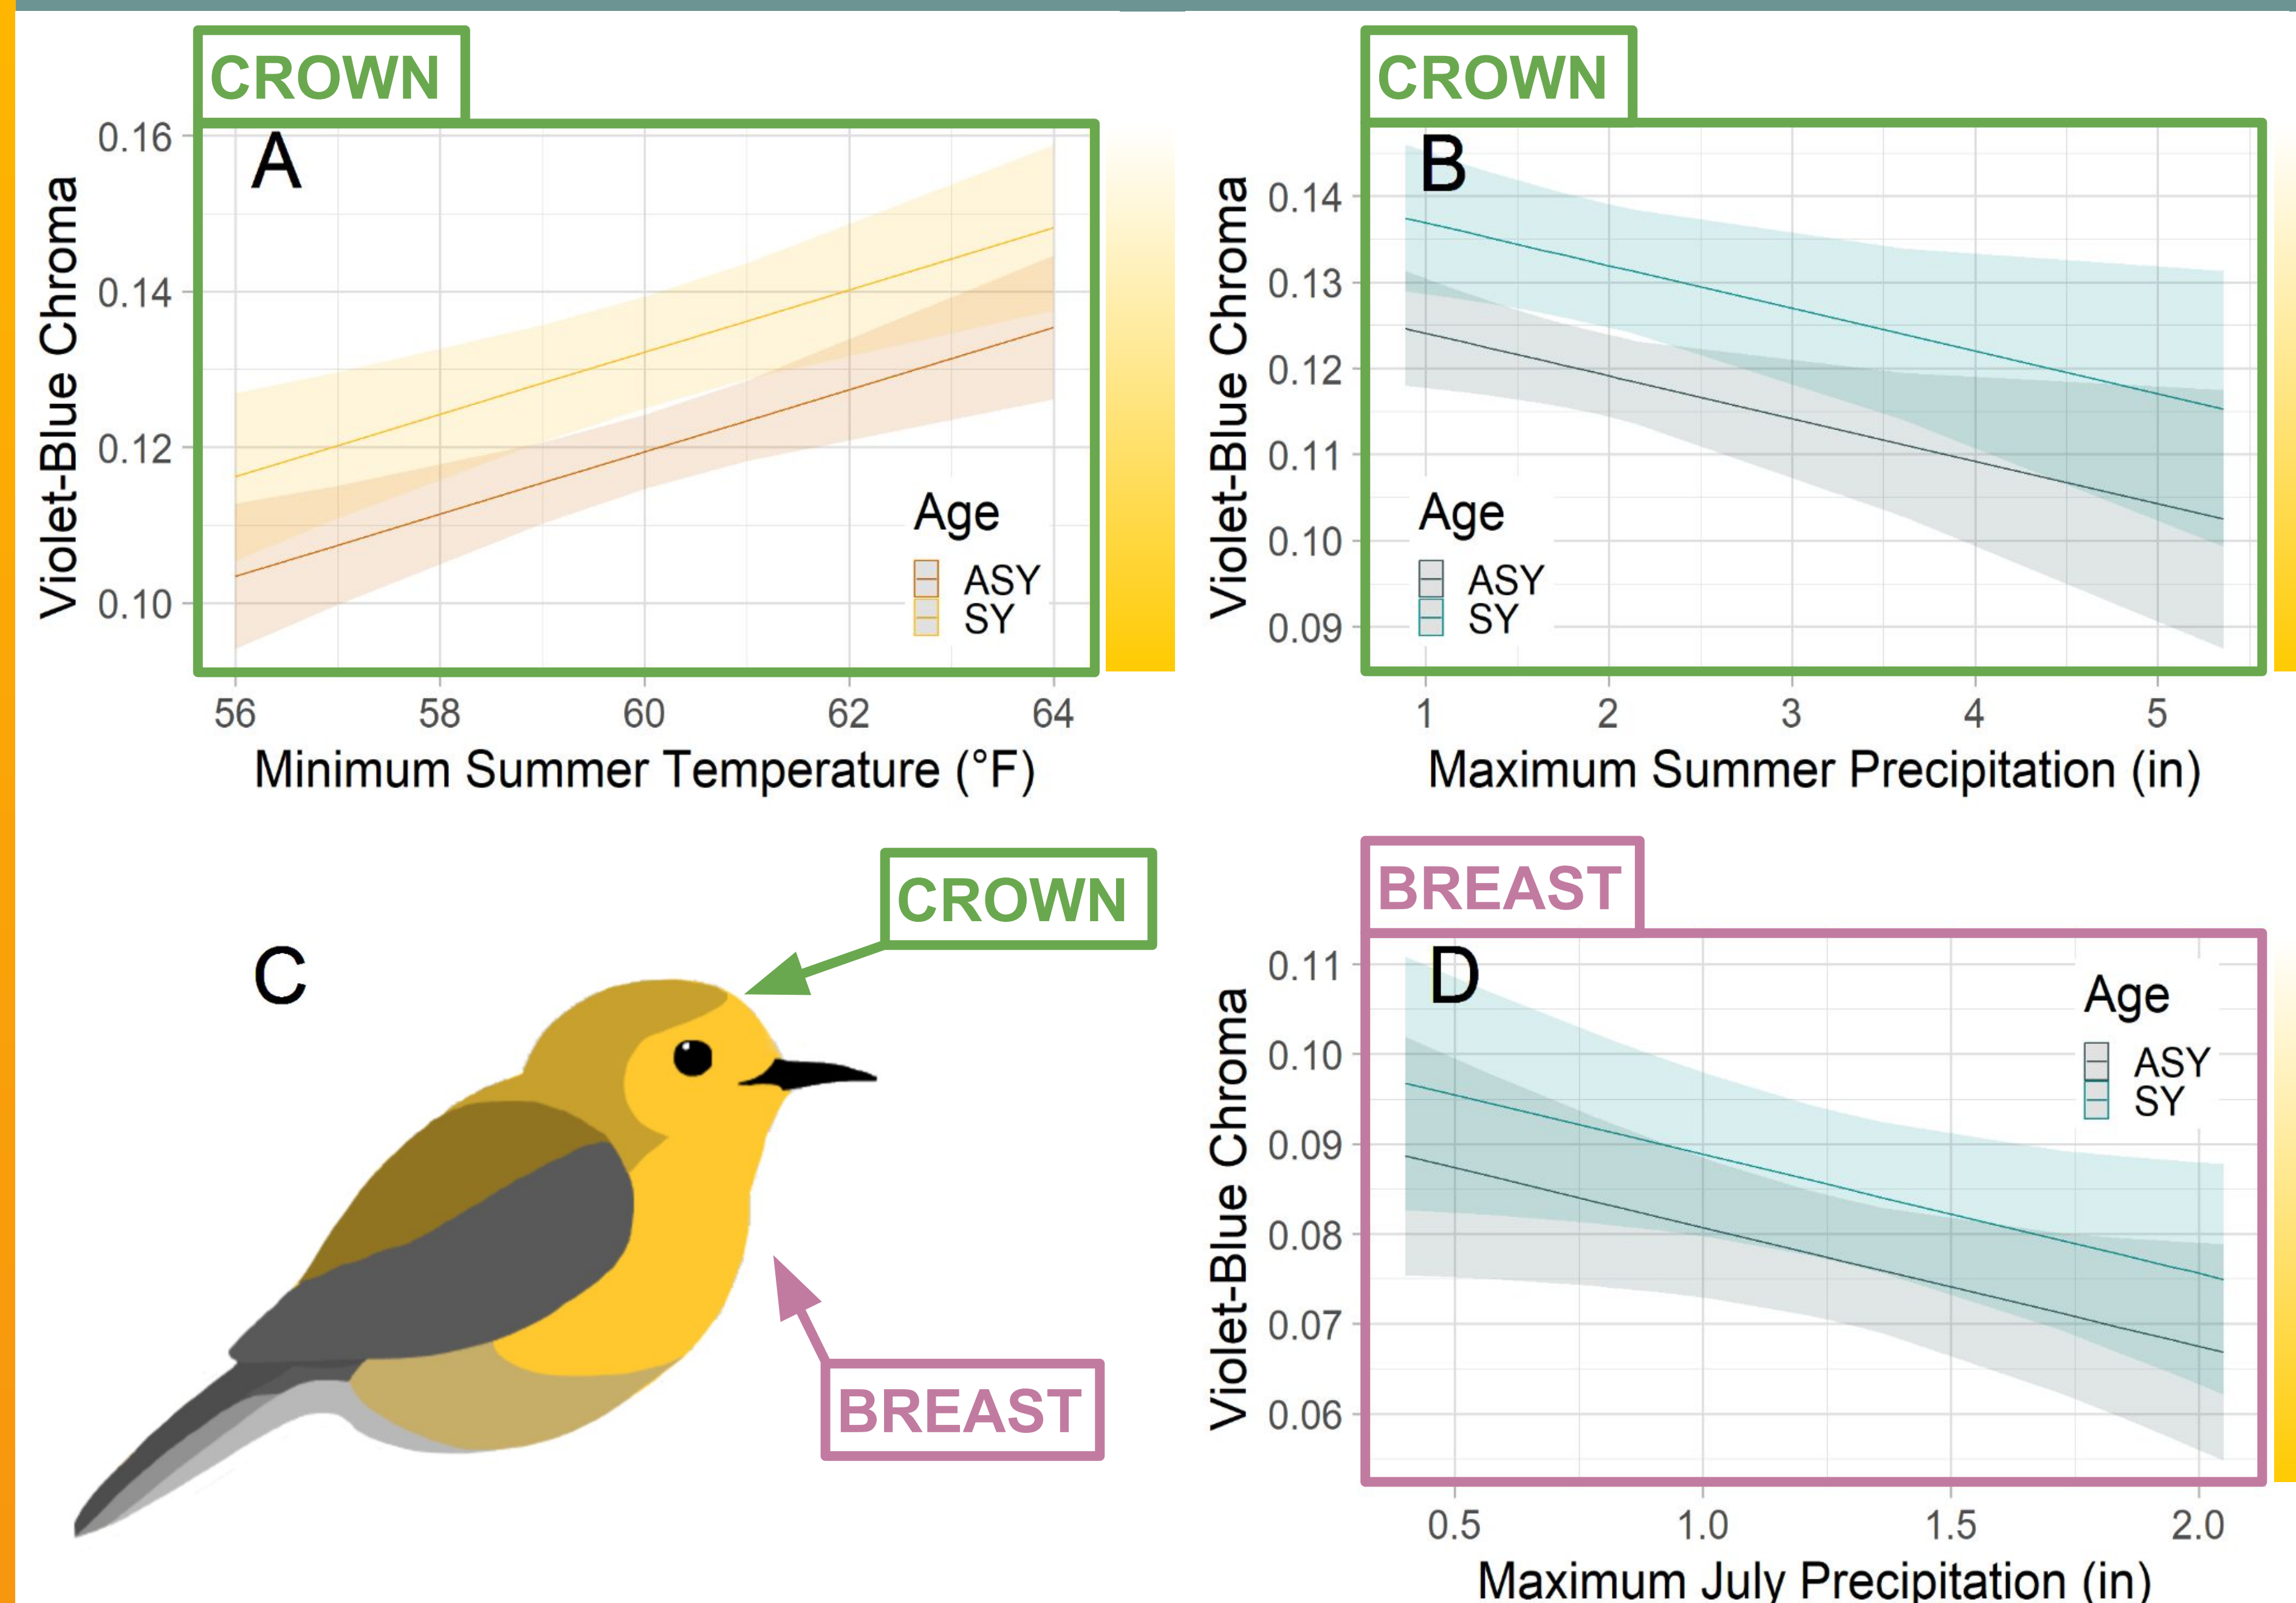 CROWN
A
Violet-Blue Chroma
0.16
0.14
0.12
0.10
Age
ASY
SY
56 58 60 62 64
Minimum Summer Temperature (°F)
CROWN
B
Violet-Blue Chroma
0.14
0.13
0.12
0.11
0.10
0.09
Age
ASY
SY
1 2 3 4 5
Maximum Summer Precipitation (in)
C
CROWN
BREAST
BREAST
D
Violet-Blue Chroma
0.11
0.10
0.09
0.08
0.07
0.06
Age
ASY
SY
0.5 1.0 1.5 2.0
Maximum July Precipitation (in)